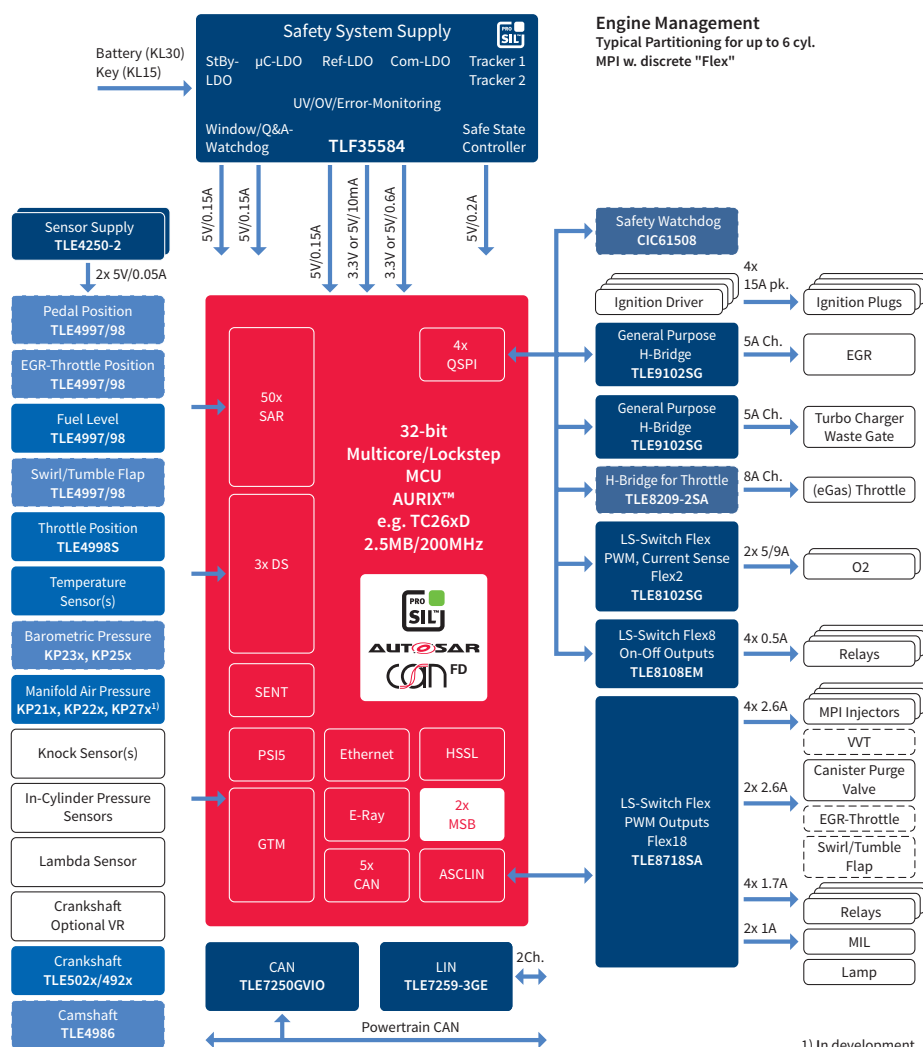 Engine Management
Typical Partitioning for up to 6 cyl.
MPI w. discrete "Flex"
Battery (KL30)
Key (KL15)
Safety System Supply
PRO
SIL
StBy-
LDO
µC-LDO
Ref-LDO
Com-LDO
Tracker 1
Tracker 2
UV/OV/Error-Monitoring
Window/Q&A-
Watchdog
TLF35584
Safe State
Controller
5V/0.15A
5V/0.15A
5V/0.15A
3.3V or 5V/10mA
3.3V or 5V/0.6A
5V/0.2A
Sensor Supply
TLE4250-2
2x 5V/0.05A
Pedal Position
TLE4997/98
EGR-Throttle Position
TLE4997/98
Fuel Level
TLE4997/98
Swirl/Tumble Flap
TLE4997/98
Throttle Position
TLE4998S
Temperature
Sensor(s)
Barometric Pressure
KP23x, KP25x
Manifold Air Pressure
KP21x, KP22x, KP27x1)
Knock Sensor(s)
In-Cylinder Pressure
Sensors
Lambda Sensor
Crankshaft
Optional VR
Crankshaft
TLE502x/492x
Camshaft
TLE4986
50x
SAR
3x DS
SENT
PSI5
GTM
4x
QSPI
32-bit
Multicore/Lockstep
MCU
AURIX™
e.g. TC26xD
2.5MB/200MHz
PRO
SIL™
AUTOSAR
CAN FD
Ethernet
HSSL
E-Ray
2x
MSB
5x
CAN
ASCLIN
CAN
TLE7250GVIO
LIN
TLE7259-3GE
2Ch.
Powertrain CAN
Safety Watchdog
CIC61508
Ignition Driver
4x
15A pk.
Ignition Plugs
General Purpose
H-Bridge
TLE9102SG
5A Ch.
EGR
General Purpose
H-Bridge
TLE9102SG
5A Ch.
Turbo Charger
Waste Gate
H-Bridge for Throttle
TLE8209-2SA
8A Ch.
(eGas) Throttle
LS-Switch Flex
PWM, Current Sense
Flex2
TLE8102SG
2x 5/9A
O2
LS-Switch Flex8
On-Off Outputs
TLE8108EM
4x 0.5A
Relays
LS-Switch Flex
PWM Outputs
Flex18
TLE8718SA
4x 2.6A
MPI Injectors
VVT
2x 2.6A
Canister Purge
Valve
EGR-Throttle
Swirl/Tumble
Flap
4x 1.7A
Relays
2x 1A
MIL
Lamp
1) In development